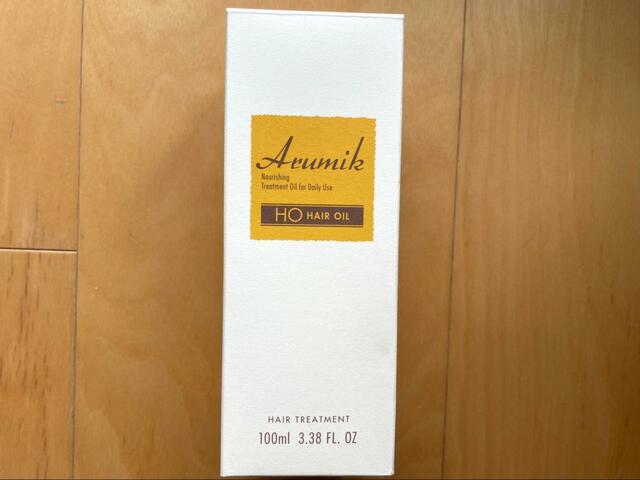 Arumik
Nourishing
Treatment Oil for Daily Use
HO HAIR OIL
HAIR TREATMENT
100ml 3.38 FL. OZ